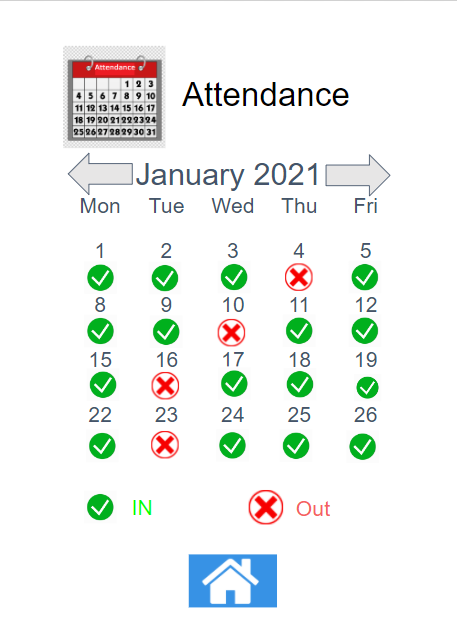 Attendance
1 2 3
4 5 6 7 8 9 10
11 12 13 14 15 16 17
18 19 20 21 22 23 24
25 26 27 28 29 30 31
Attendance
January 2021
Mon Tue Wed Thu Fri
1 2 3 4 5
8 9 10 11 12
15 16 17 18 19
22 23 24 25 26
IN Out